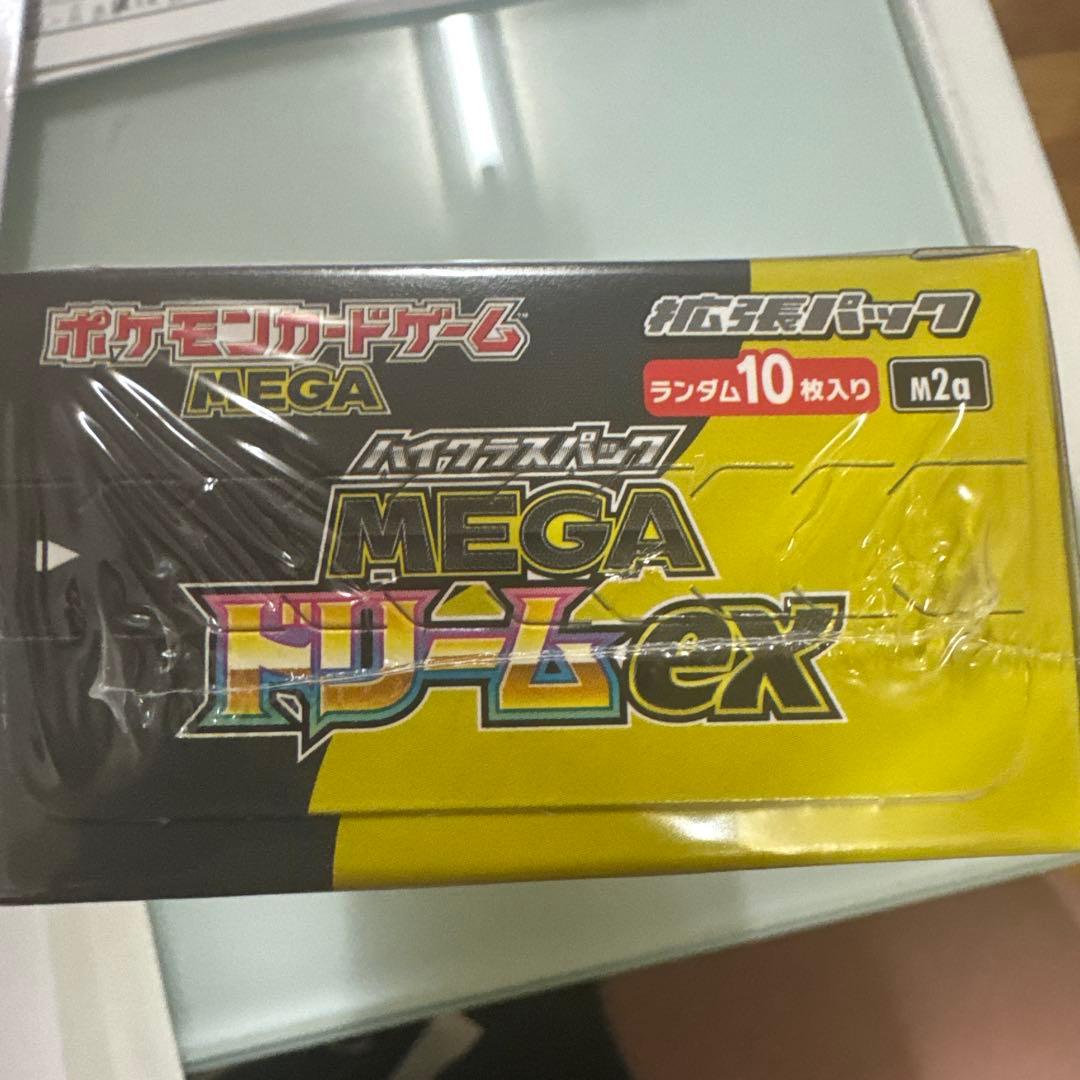 ポケモンカードゲーム™
MEGA
拡張パック
ランダム10枚入り
M2a
ハイクラスパック
MEGA
ドリームex